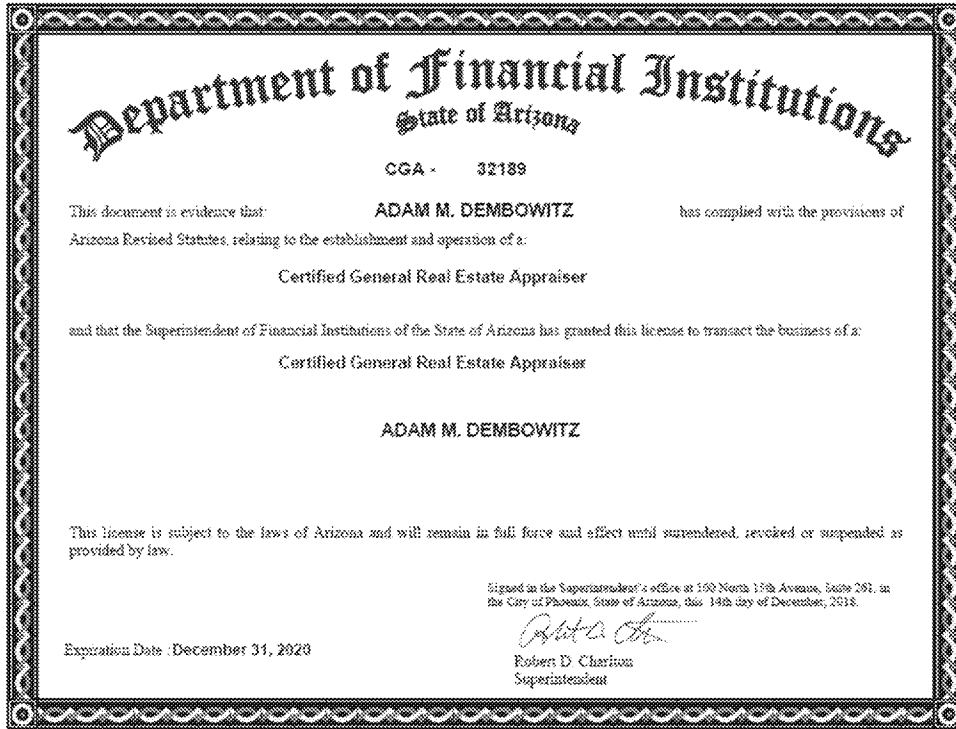 Department of Financial Institutions
State of Arizona
CGA - 32189
This document is evidence that: ADAM M. DEMBOWITZ has complied with the provisions of
Arizona Revised Statutes, relating to the establishment and operation of a:
Certified General Real Estate Appraiser
and that the Superintendent of Financial Institutions of the State of Arizona has granted this license to transact the business of a:
Certified General Real Estate Appraiser
ADAM M. DEMBOWITZ
This license is subject to the laws of Arizona and will remain in full force and effect until surrendered, revoked or suspended as
provided by law.
Signed in the Superintendent's office at 100 North 15th Avenue, Suite 261, in
the City of Phoenix, State of Arizona, this 14th day of December, 2018.
Expiration Date : December 31, 2020
Robert D. Charlton
Superintendent